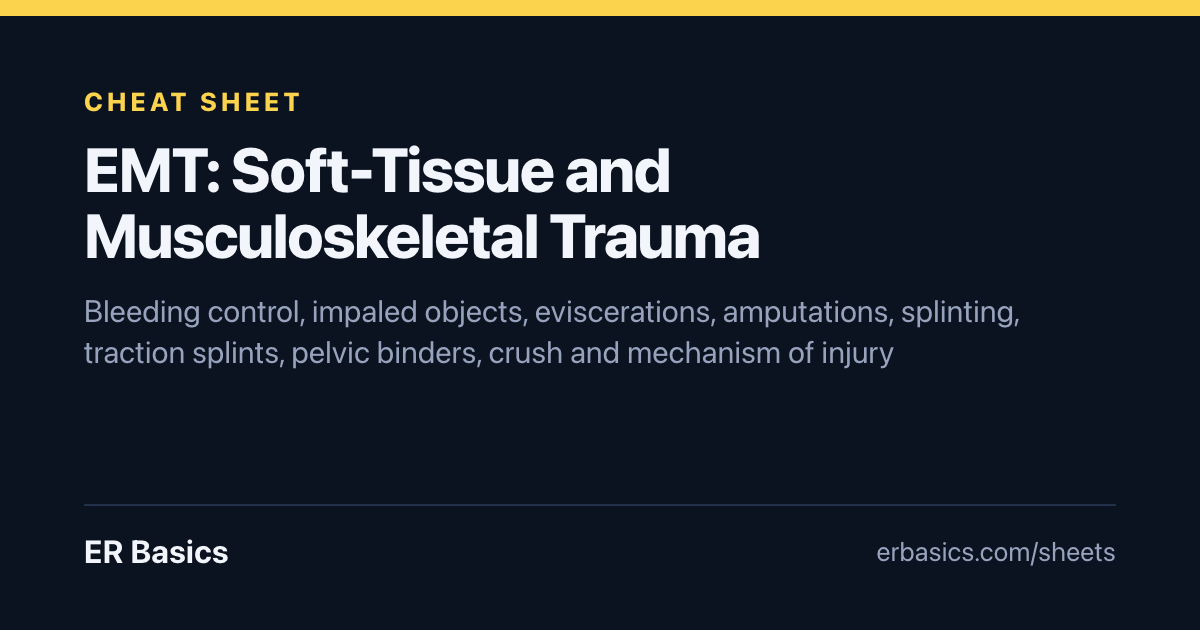 CHEAT SHEET
EMT: Soft-Tissue and
Musculoskeletal Trauma
Bleeding control, impaled objects, eviscerations, amputations, splinting,
traction splints, pelvic binders, crush and mechanism of injury
ER Basics
erbasics.com/sheets